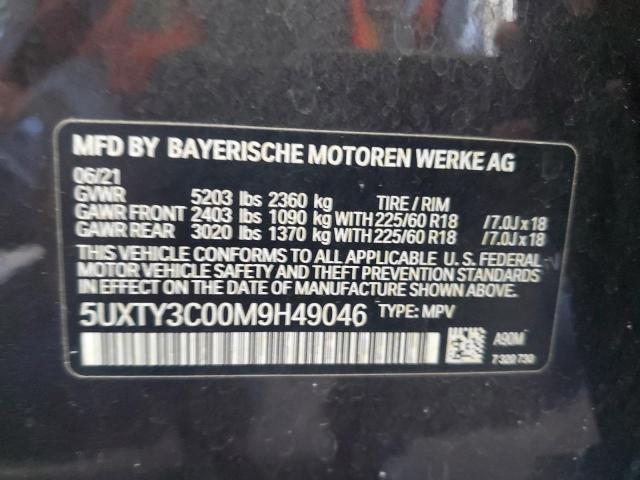 MFD BY BAYERISCHE MOTOREN WERKE AG
06/21
GVWR 5203 lbs 2360 kg TIRE / RIM
GAWR FRONT 2403 lbs 1090 kg WITH 225/60 R18 /7.0J x 18
GAWR REAR 3020 lbs 1370 kg WITH 225/60 R18 /7.0J x 18
THIS VEHICLE CONFORMS TO ALL APPLICABLE U. S. FEDERAL
MOTOR VEHICLE SAFETY AND THEFT PREVENTION STANDARDS
IN EFFECT ON THE DATE OF MANUFACTURE SHOWN ABOVE.
5UXTY3C00M9H49046 TYPE: MPV
A90M
7 320 730